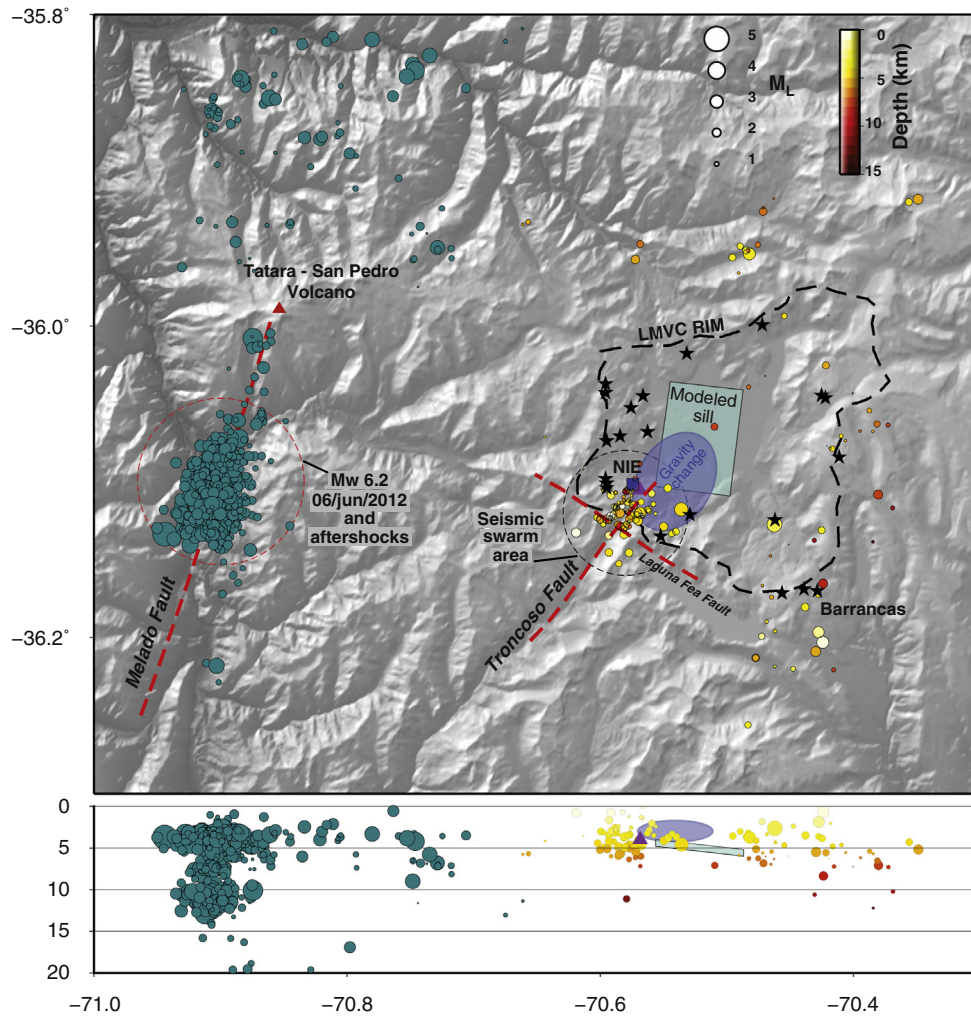 −35.8°
5
4
3
2
1
M_L
0
5
10
15
Depth (km)
Tatara - San Pedro
Volcano
−36.0°
LMVC RIM
Modeled
sill
Gravity
change
NIE
Mw 6.2
06/jun/2012
and
aftershocks
Seismic
swarm
area
Laguna Fea Fault
Troncoso Fault
Barrancas
Melado Fault
−36.2°
0
5
10
15
20
−71.0
−70.8
−70.6
−70.4